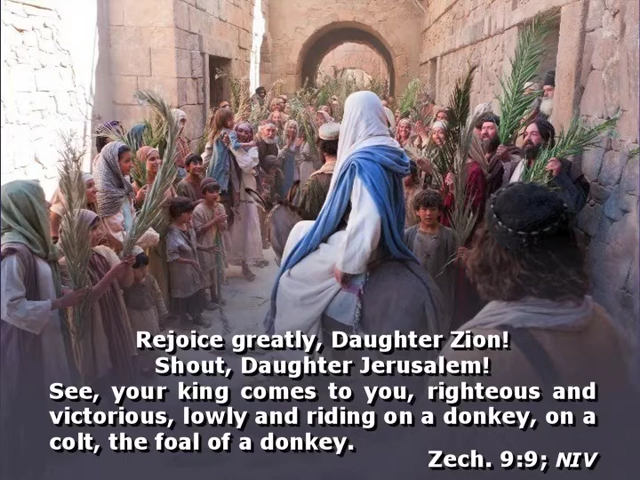 Rejoice greatly, Daughter Zion!
Shout, Daughter Jerusalem!
See, your king comes to you, righteous and
victorious, lowly and riding on a donkey, on a
colt, the foal of a donkey.
Zech. 9:9; NIV